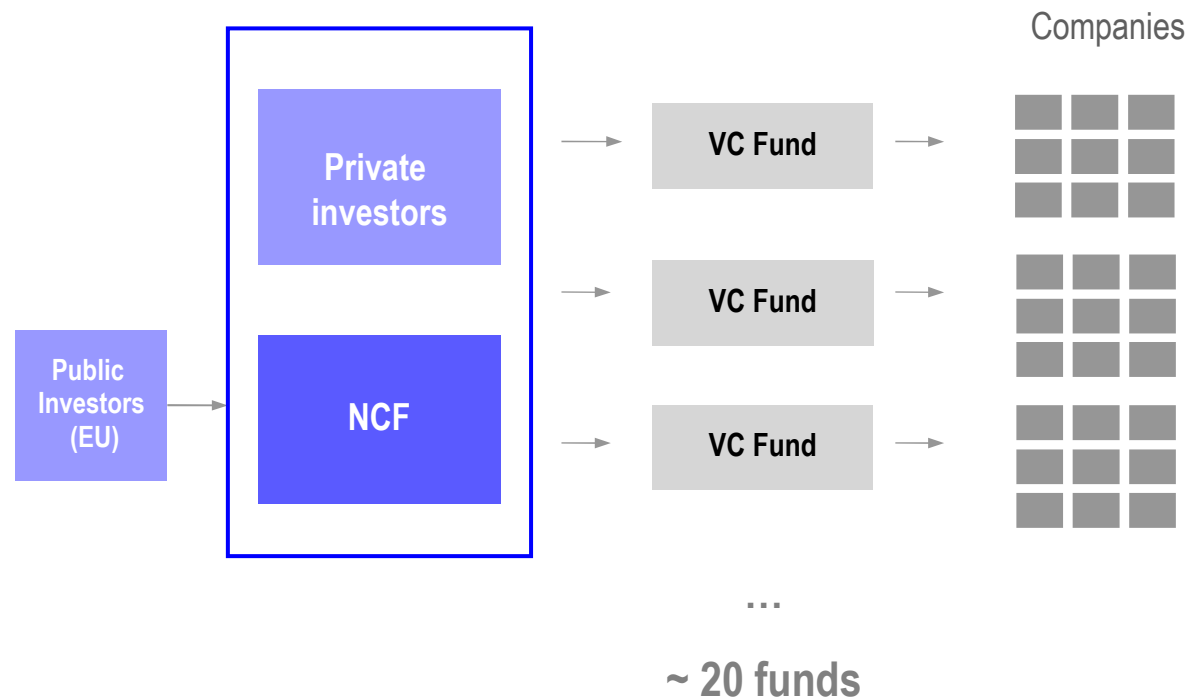 Companies
Private
investors
VC Fund
VC Fund
Public
Investors
(EU)
NCF
VC Fund
...
~ 20 funds